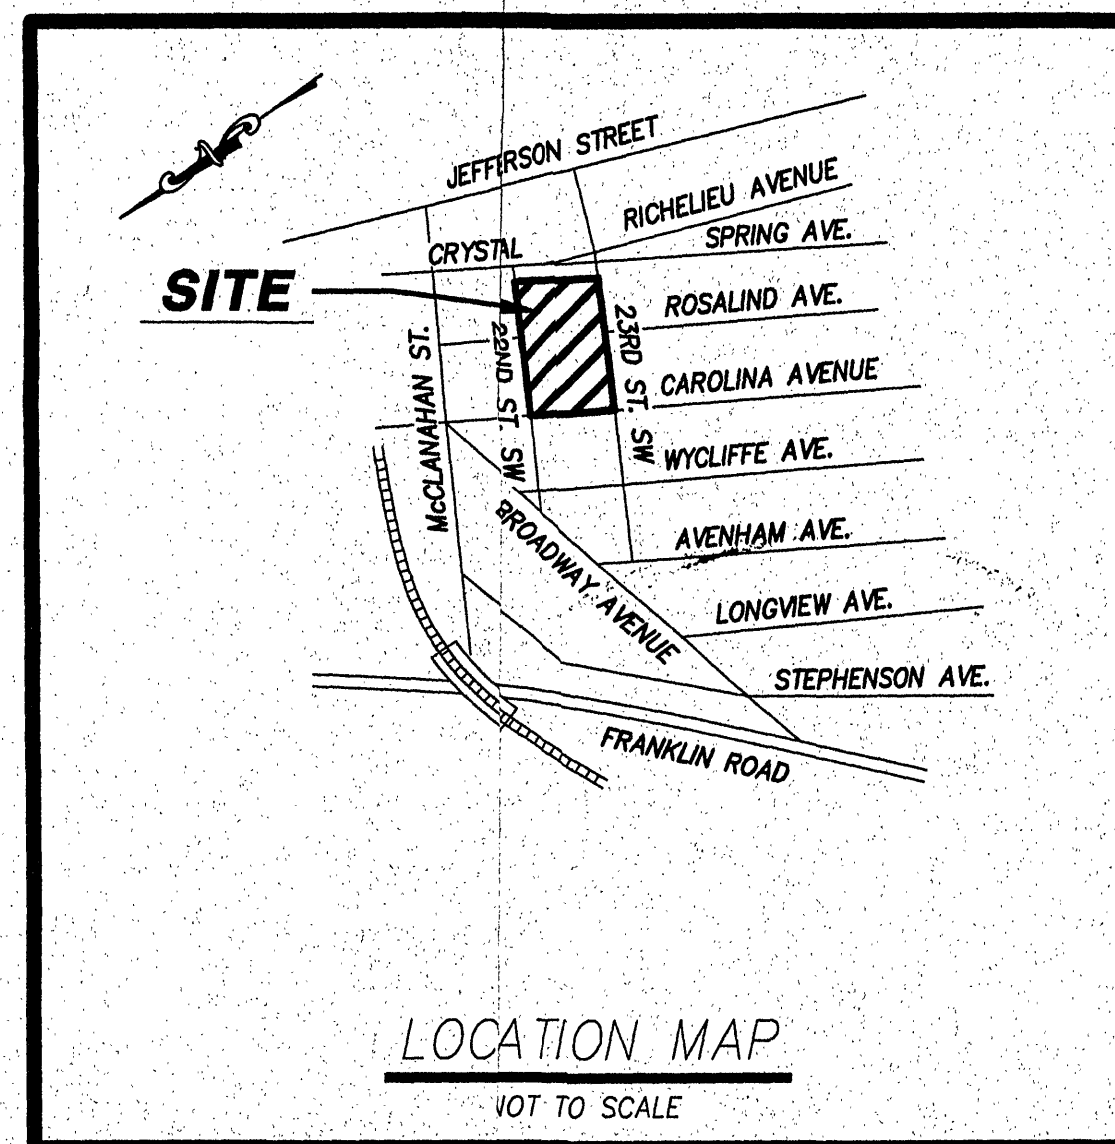 JEFFERSON STREET
RICHELIEU AVENUE
CRYSTAL SPRING AVE.
SITE
ROSALIND AVE.
McCLANAHAN ST.
22ND ST. SW
23RD ST. SW
CAROLINA AVENUE
WYCLIFFE AVE.
BROADWAY AVENUE
AVENHAM AVE.
LONGVIEW AVE.
STEPHENSON AVE.
FRANKLIN ROAD
LOCATION MAP
NOT TO SCALE